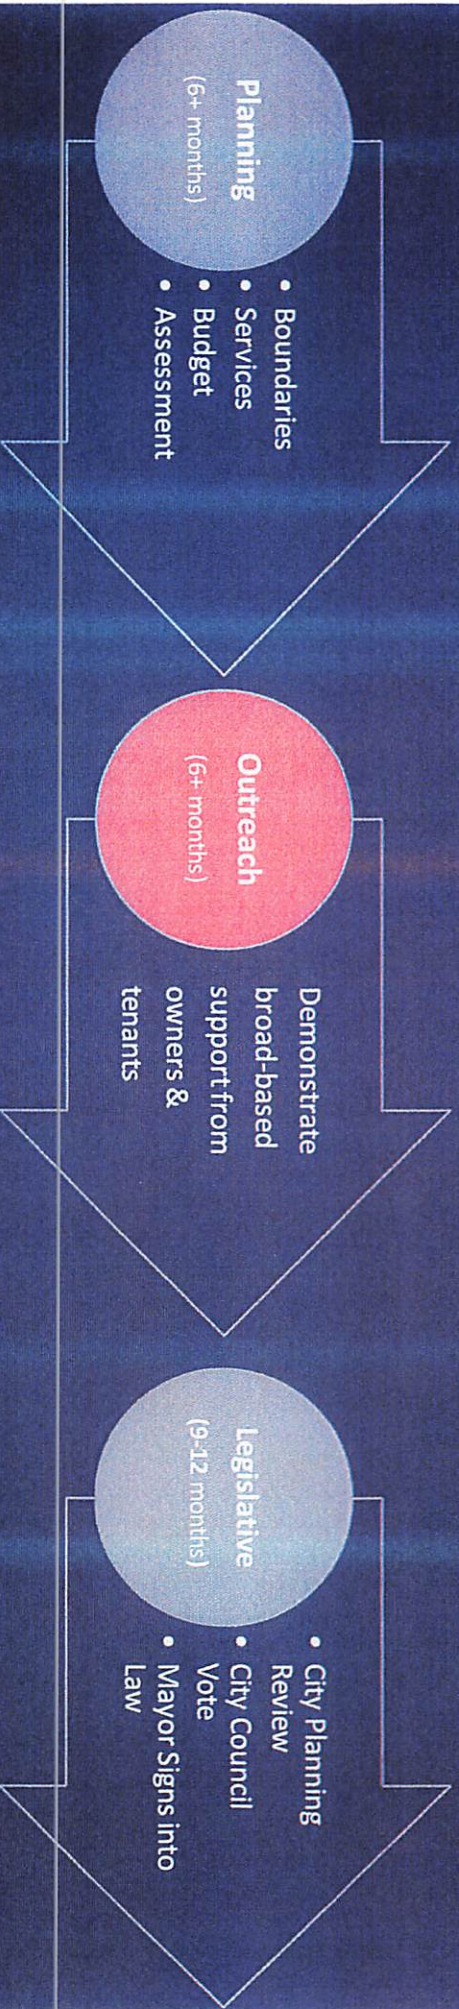 Planning
(6+ months)
• Boundaries
• Services
• Budget
• Assessment
Outreach
(6+ months)
Demonstrate
broad-based
support from
owners &
tenants
Legislative
(9-12 months)
• City Planning
Review
• City Council
Vote
• Mayor Signs into
Law